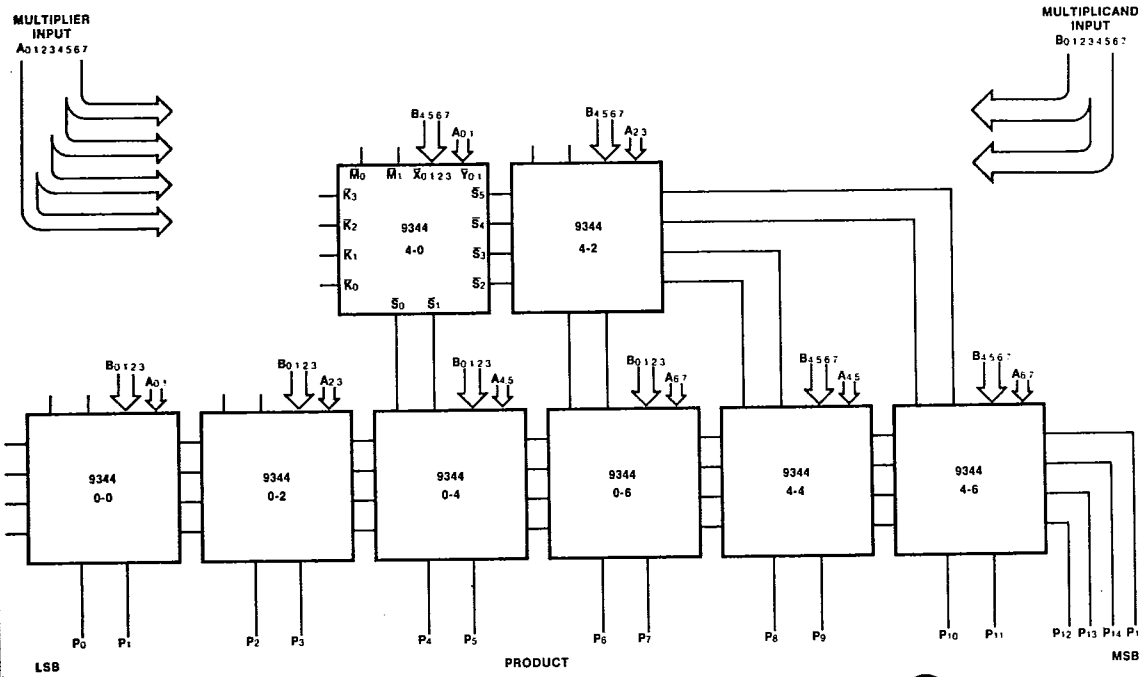 MULTIPLIER
INPUT
A0 1 2 3 4 5 6 7
MULTIPLICAND
INPUT
B0 1 2 3 4 5 6 7
B4 5 6 7
A0 1
B4 5 6 7
A2 3
M̅0 M̅1 X̅0 1 2 3 Y̅0 1
K̅3 S̅5
K̅2 9344 S̅4 9344
4-0 4-2
K̅1 S̅3
K̅0 S̅2
S̅0 S̅1
B0 1 2 3 A0 1 B0 1 2 3 A2 3 B0 1 2 3 A4 5 B0 1 2 3 A6 7 B4 5 6 7 A4 5 B4 5 6 7 A6 7
9344 9344 9344 9344 9344 9344
0-0 0-2 0-4 0-6 4-4 4-6
P0 P1 P2 P3 P4 P5 P6 P7 P8 P9 P10 P11 P12 P13 P14
LSB PRODUCT MSB